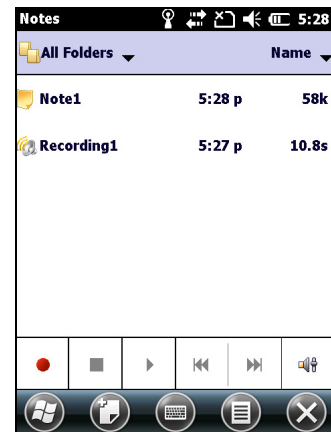 Notes 5:28
All Folders Name
Note1 5:28 p 58k
Recording1 5:27 p 10.8s